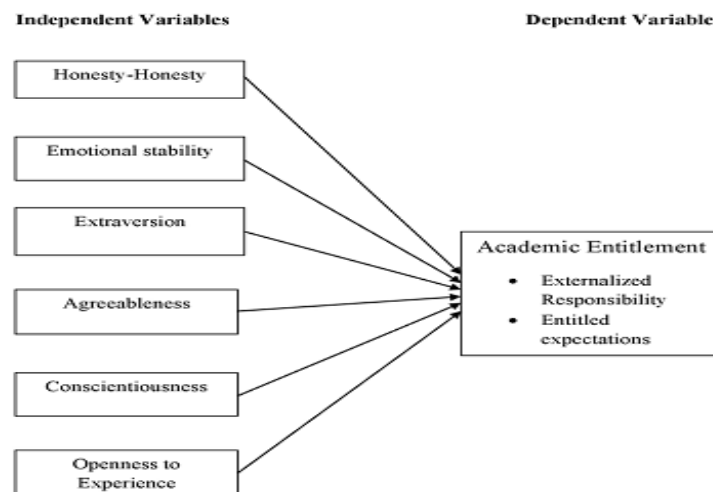 Independent Variables
Dependent Variable
Honesty-Honesty
Emotional stability
Extraversion
Agreeableness
Conscientiousness
Openness to
Experience
Academic Entitlement
• Externalized
Responsibility
• Entitled
expectations